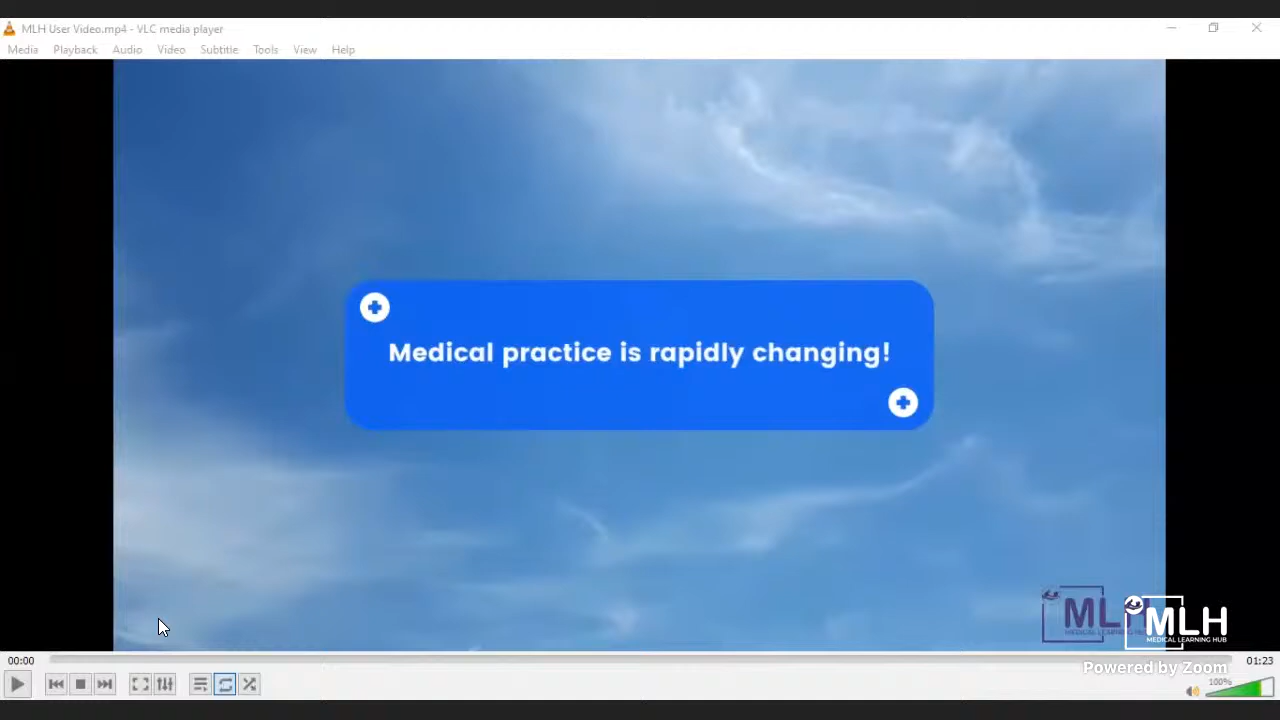 MLH User Video.mp4 - VLC media player
Media Playback Audio Video Subtitle Tools View Help
Medical practice is rapidly changing!
MLH
MEDICAL LEARNING HUB
Powered by Zoom
00:00
01:23
100%